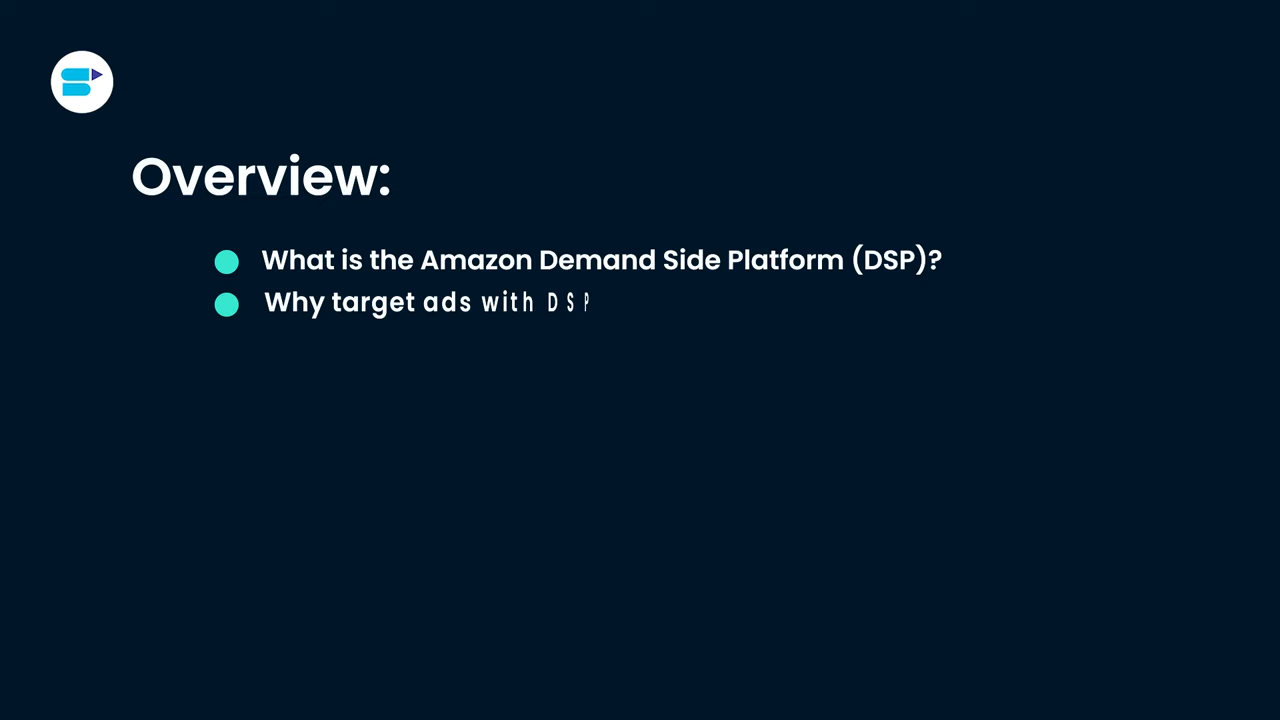 Overview:
What is the Amazon Demand Side Platform (DSP)?
Why target ads with DSP